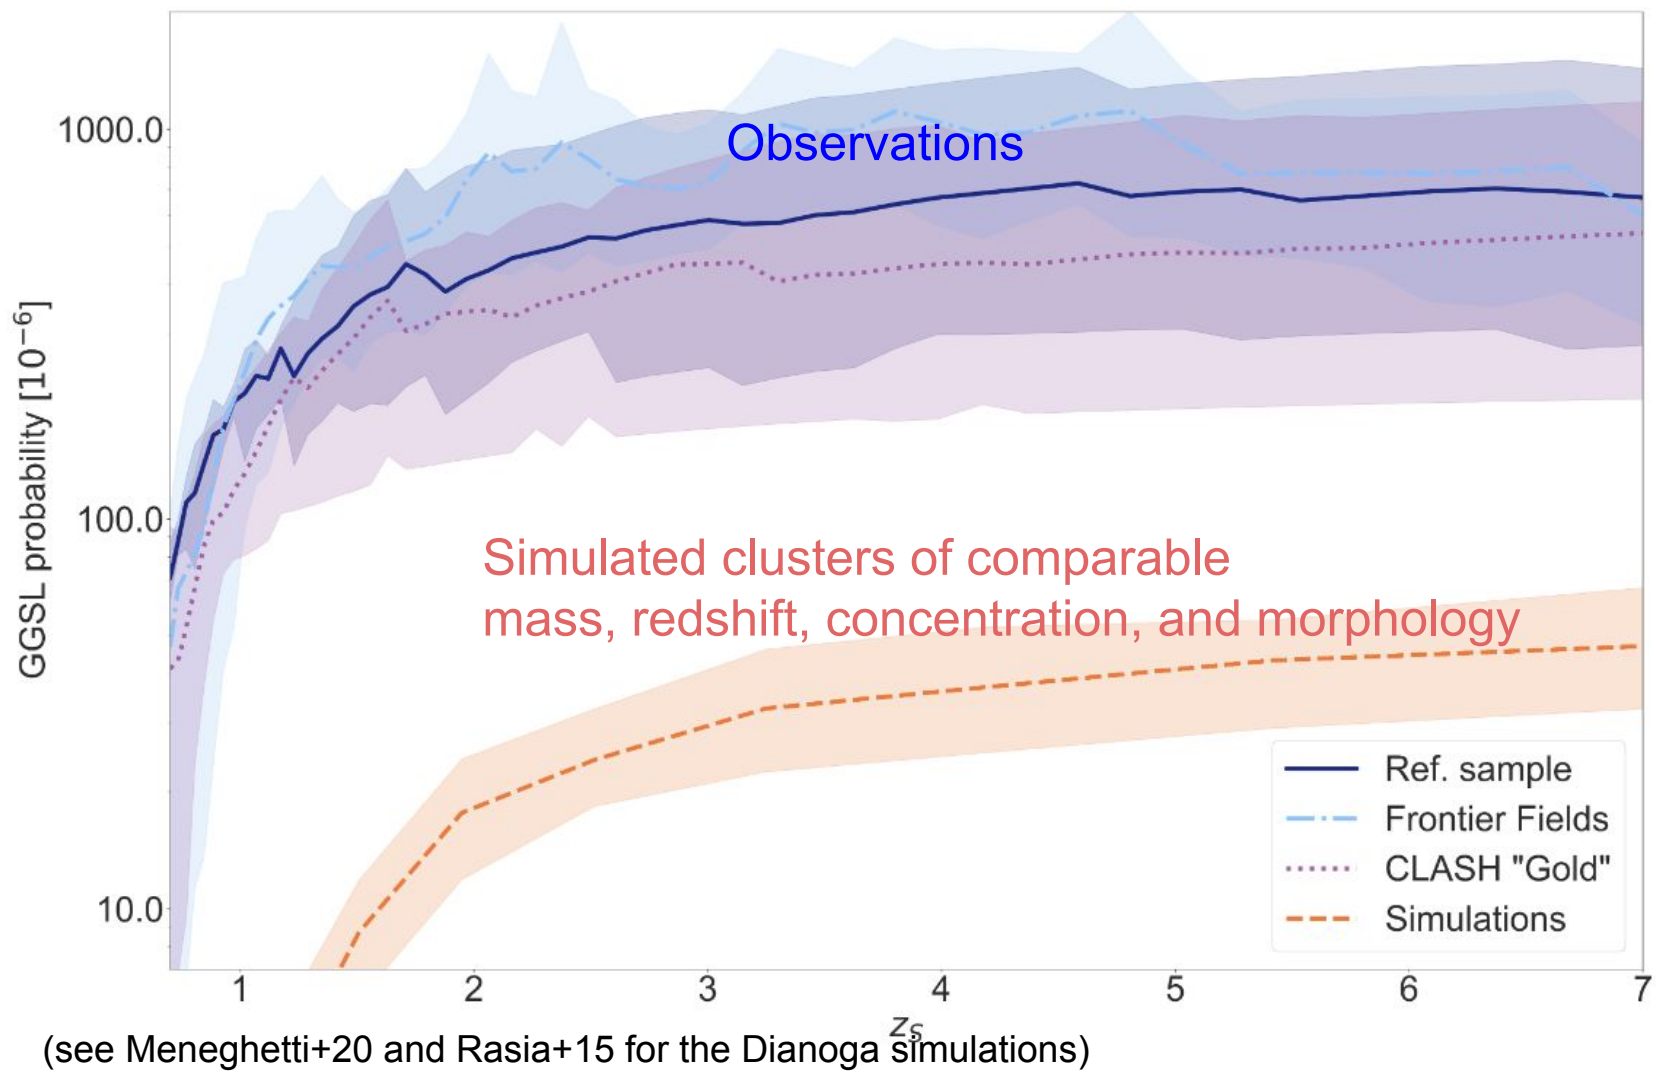 1000.0
100.0
10.0
GGSL probability [10⁻⁶]
Observations
Simulated clusters of comparable
mass, redshift, concentration, and morphology
Ref. sample
Frontier Fields
CLASH "Gold"
Simulations
1 2 3 4 5 6 7
z_S
(see Meneghetti+20 and Rasia+15 for the Dianoga simulations)